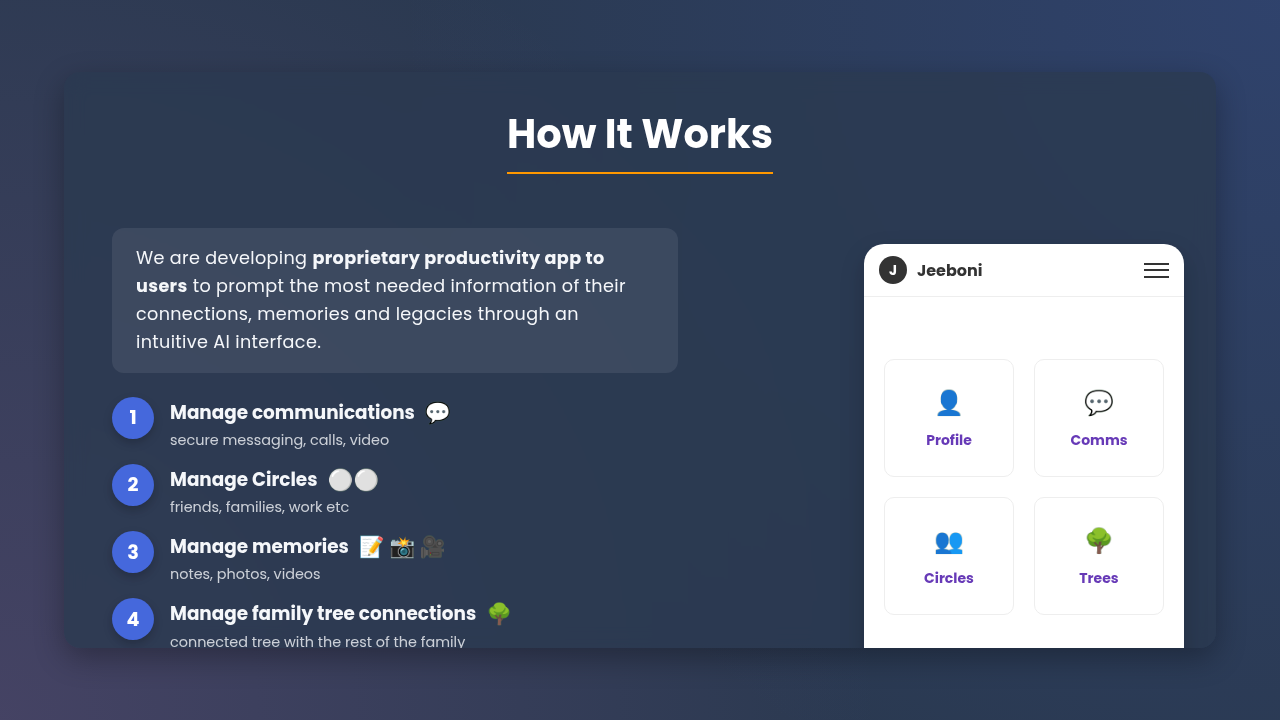 How It Works
We are developing proprietary productivity app to
users to prompt the most needed information of their
connections, memories and legacies through an
intuitive AI interface.
1 Manage communications 💬
secure messaging, calls, video
2 Manage Circles ⚪⚪
friends, families, work etc
3 Manage memories 📝 📸 🎥
notes, photos, videos
4 Manage family tree connections 🌳
connected tree with the rest of the family
J Jeeboni
Profile
Comms
Circles
Trees